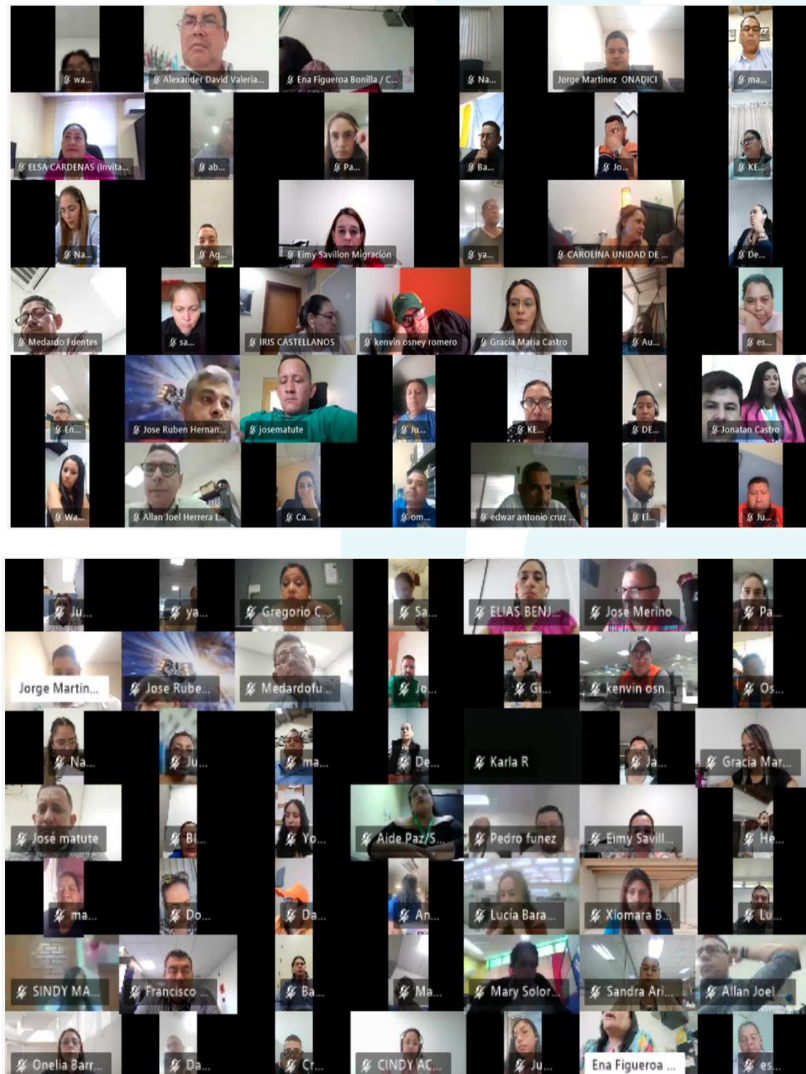 wa...
Alexander David Valeria...
Ena Figueroa Bonilla / C...
Na...
Jorge Martínez ONADICI
ma...
ELSA CÁRDENAS (Invita...
ab...
Pa...
Ba...
Jo...
KE...
Na...
Ag...
Eimy Savillon Migración
ya...
CAROLINA UNIDAD DE ...
De...
Medardo Fuentes
sa...
IRIS CASTELLANOS
kenvin osney romero
Gracia Maria Castro
Au...
es...
En...
Jose Ruben Hernan...
josematute
Ju...
KE...
DE...
Jonatan Castro
Wa...
Allan Joel Herrera L...
Ca...
om...
edwar antonio cruz ...
El...
Ju...
Ju...
ya...
Gregorio C...
Sa...
ELIAS BENJ...
Jose Merino
Pa...
Jorge Martin...
Jose Rube...
Medardofu...
Jo...
Gi...
kenvin osn...
Os...
Na...
Ju...
ma...
De...
Karla R
Ja...
Gracia Mar...
José matute
Bi...
Yo...
Aide Paz/S...
Pedro funez
Eimy Savill...
He...
ma...
Do...
Da...
An...
Lucía Bara...
Xiomara B...
Lu...
SINDY MA...
Francisco ...
Ba...
Ma...
Mary Solor...
Sandra Ari...
Allan Joel ...
Onelia Barr...
Da...
Cr...
CINDY AC...
Ju...
Ena Figueroa ...
es...